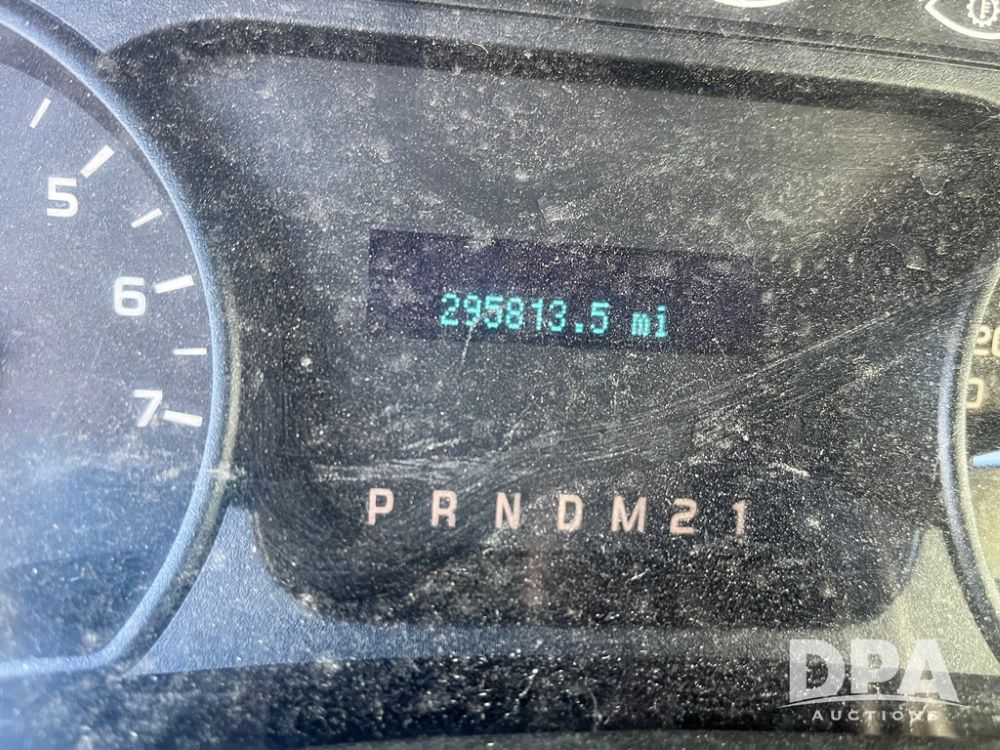 5
6
7
295813.5 mi
P R N D M 2 1
DPA
AUCTIONS